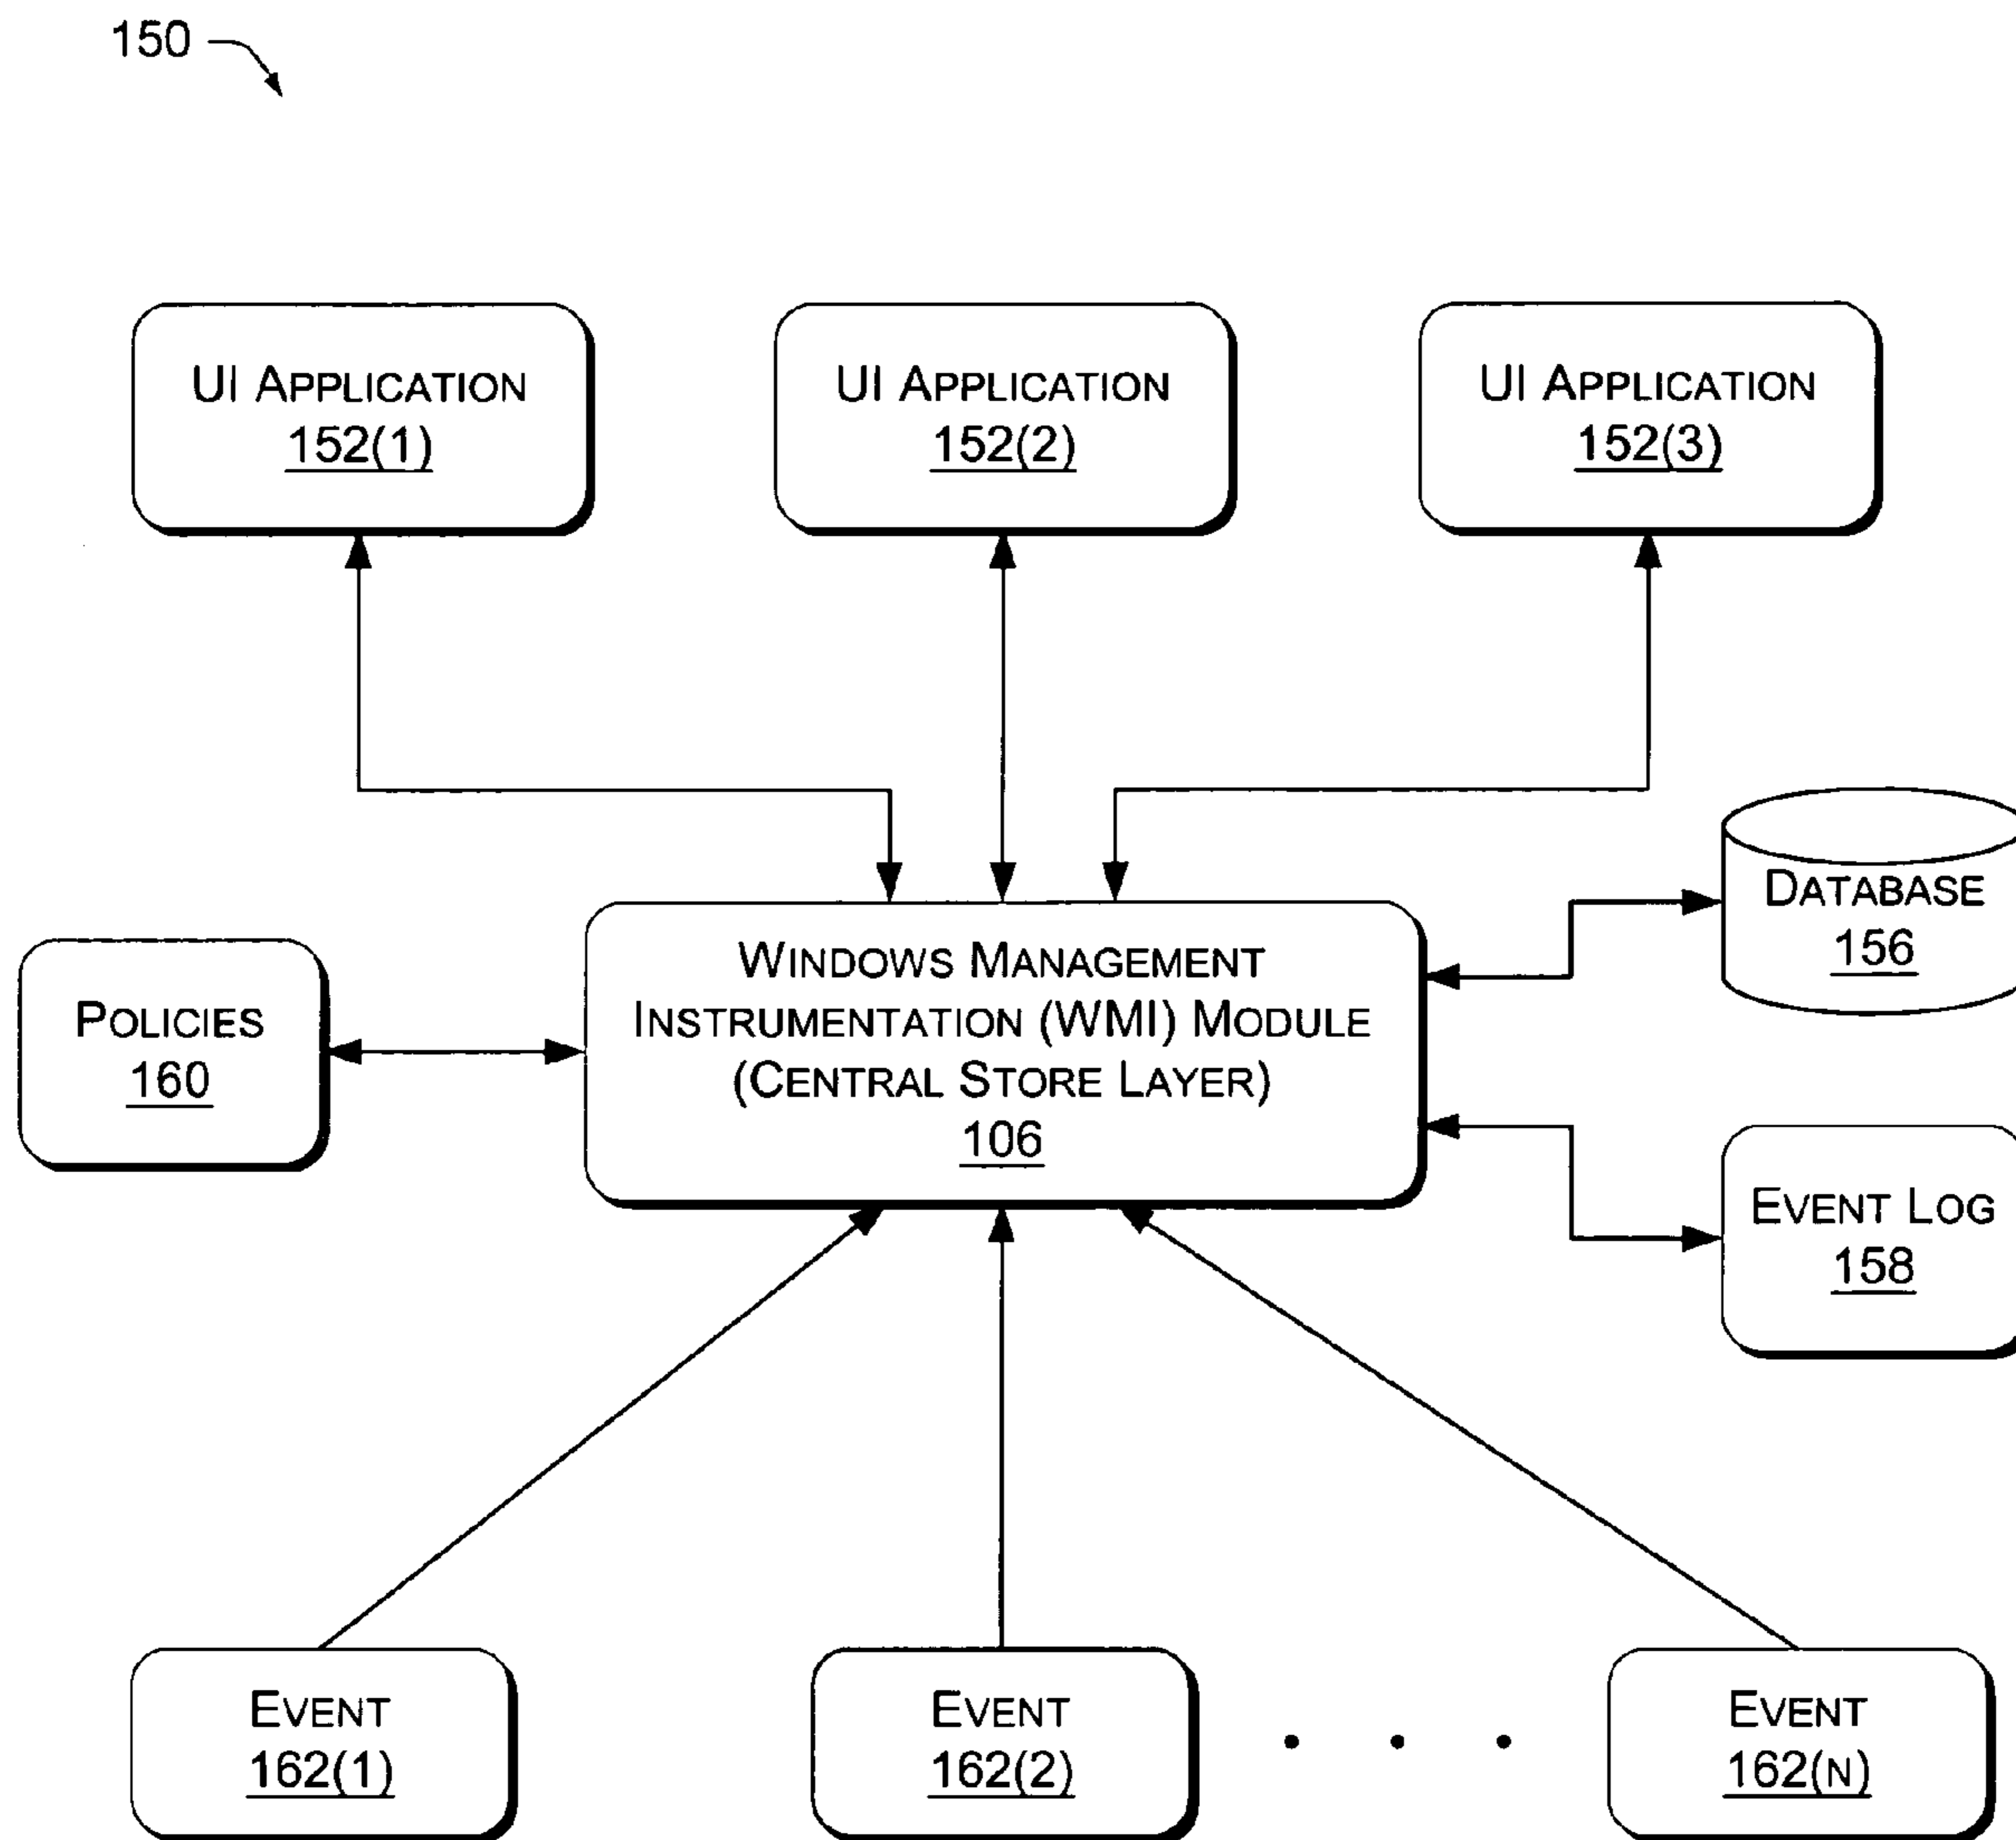 150
UI APPLICATION
152(1)
UI APPLICATION
152(2)
UI APPLICATION
152(3)
DATABASE
156
WINDOWS MANAGEMENT
INSTRUMENTATION (WMI) MODULE
(CENTRAL STORE LAYER)
106
POLICIES
160
EVENT LOG
158
EVENT
162(1)
EVENT
162(2)
. . .
EVENT
162(N)